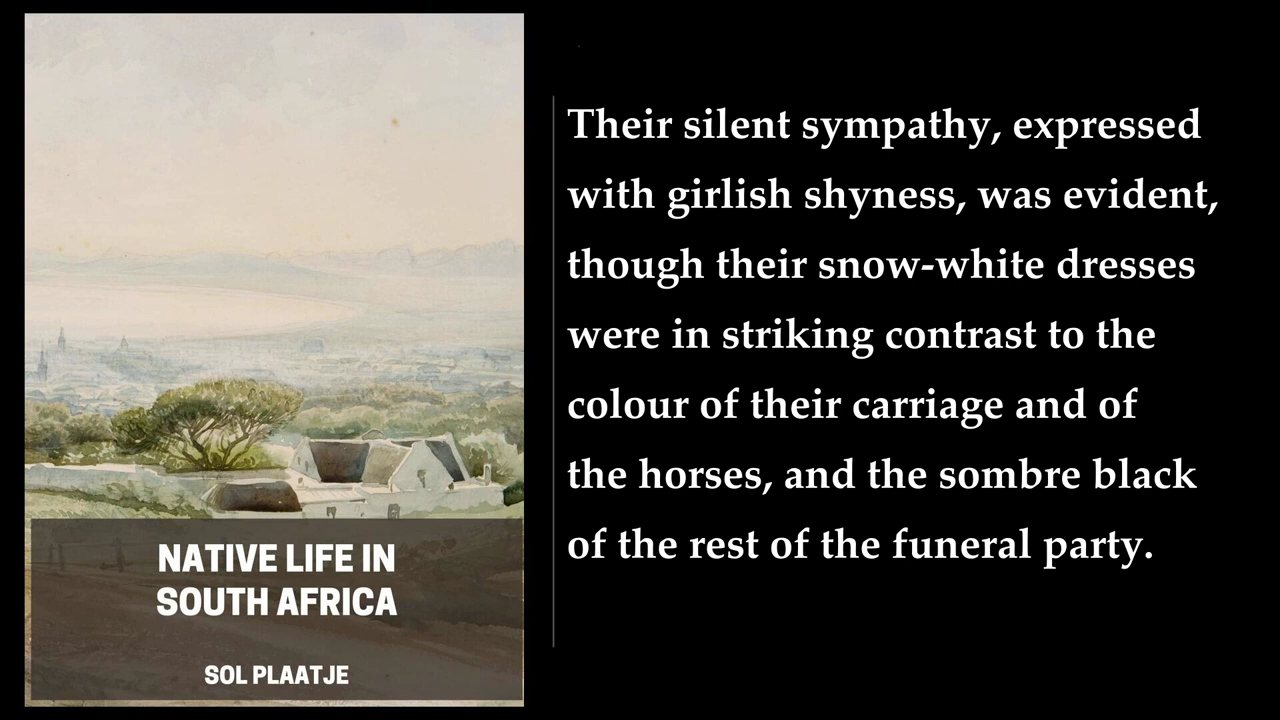 NATIVE LIFE IN
SOUTH AFRICA
SOL PLAATJE
Their silent sympathy, expressed
with girlish shyness, was evident,
though their snow-white dresses
were in striking contrast to the
colour of their carriage and of
the horses, and the sombre black
of the rest of the funeral party.